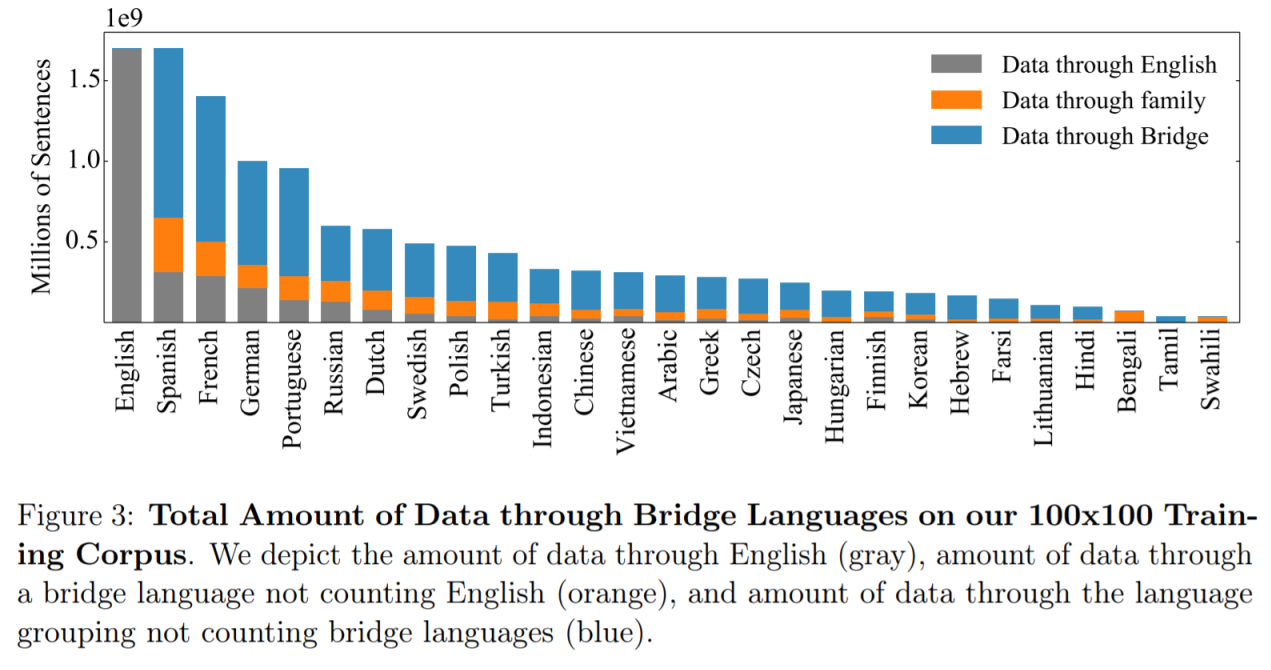 1e9
Millions of Sentences
1.5
1.0
0.5
Data through English
Data through family
Data through Bridge
English
Spanish
French
German
Portuguese
Russian
Dutch
Swedish
Polish
Turkish
Indonesian
Chinese
Vietnamese
Arabic
Greek
Czech
Japanese
Hungarian
Finnish
Korean
Hebrew
Farsi
Lithuanian
Hindi
Bengali
Tamil
Swahili
Figure 3: Total Amount of Data through Bridge Languages on our 100x100 Train-
ing Corpus. We depict the amount of data through English (gray), amount of data through
a bridge language not counting English (orange), and amount of data through the language
grouping not counting bridge languages (blue).